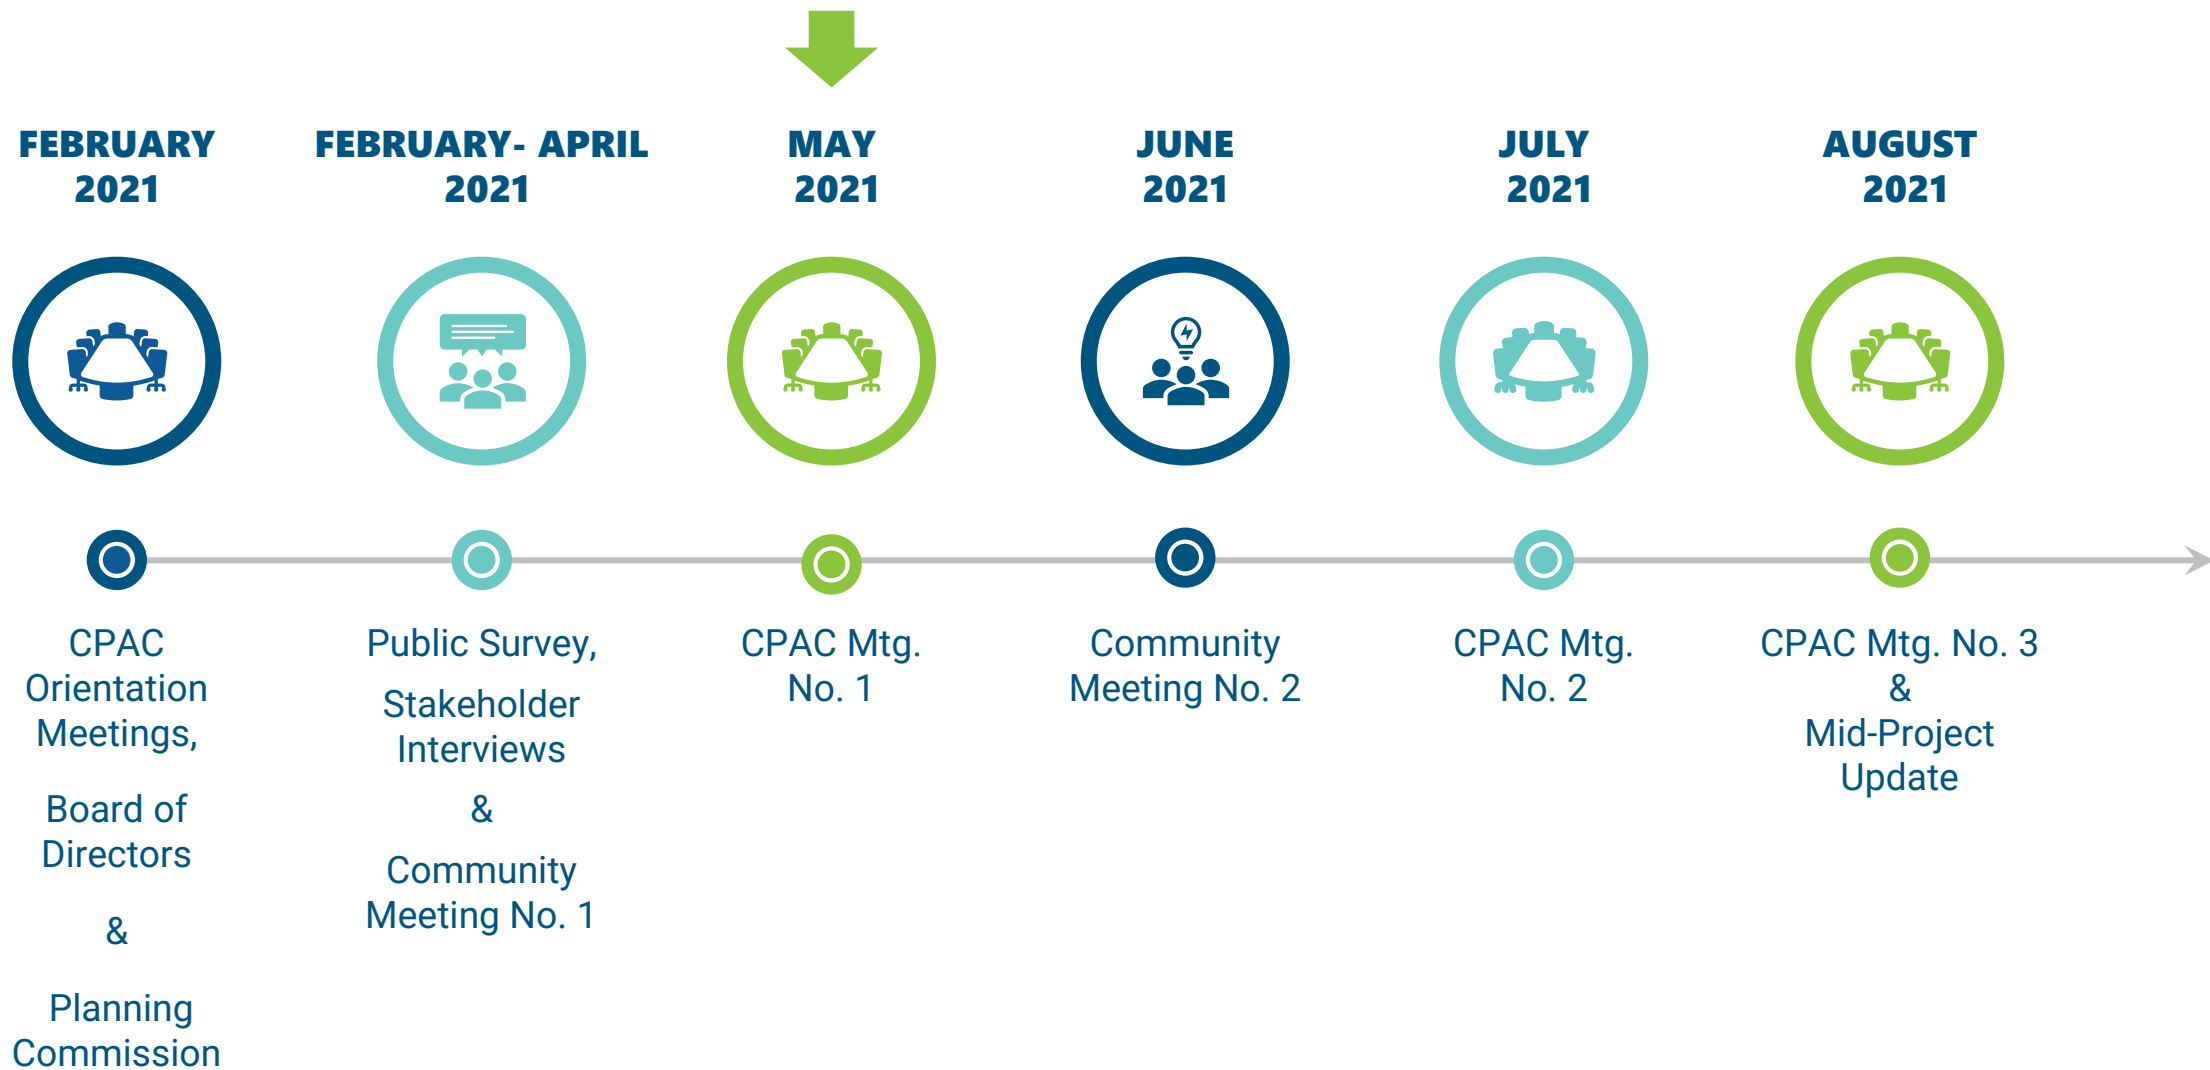 FEBRUARY
2021
FEBRUARY- APRIL
2021
MAY
2021
JUNE
2021
JULY
2021
AUGUST
2021
CPAC
Orientation
Meetings,
Board of
Directors
&
Planning
Commission
Public Survey,
Stakeholder
Interviews
&
Community
Meeting No. 1
CPAC Mtg.
No. 1
Community
Meeting No. 2
CPAC Mtg.
No. 2
CPAC Mtg. No. 3
&
Mid-Project
Update